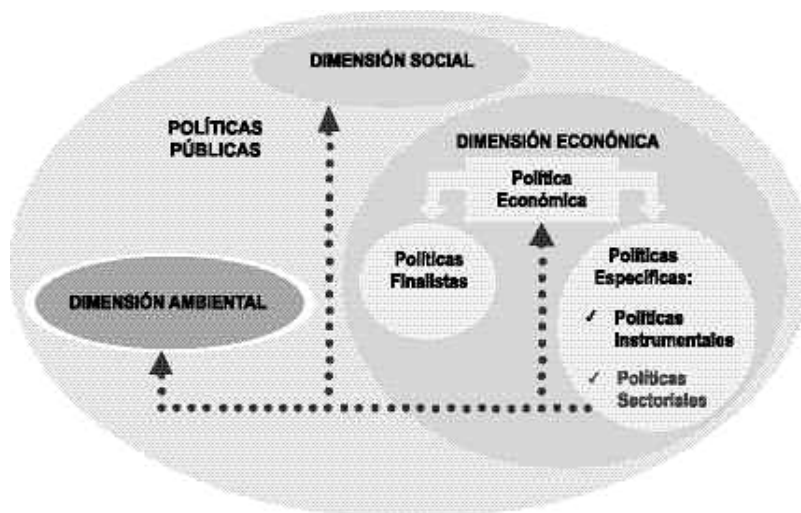 DIMENSIÓN SOCIAL
POLÍTICAS
PÚBLICAS
DIMENSIÓN ECONÓNICA
Política
Económica
Políticas
Finalistas
Políticas
Específicas:
✓ Políticas
Instrumentales
✓ Políticas
Sectoriales
DIMENSIÓN AMBIENTAL